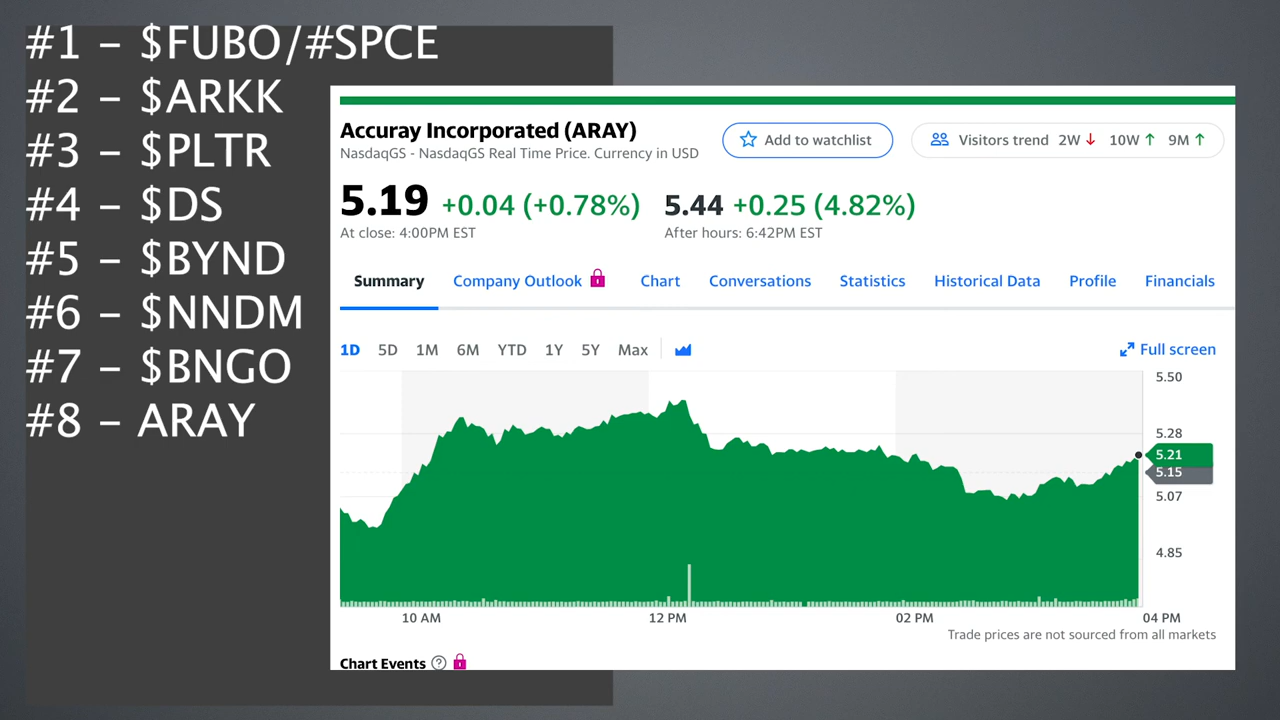 #1 – $FUBO/#SPCE
#2 – $ARKK
#3 – $PLTR
#4 – $DS
#5 – $BYND
#6 – $NNDM
#7 – $BNGO
#8 – ARAY
Accuray Incorporated (ARAY)
NasdaqGS - NasdaqGS Real Time Price. Currency in USD
Add to watchlist
Visitors trend 2W ↓ 10W ↑ 9M ↑
5.19 +0.04 (+0.78%) 5.44 +0.25 (4.82%)
At close: 4:00PM EST After hours: 6:42PM EST
Summary Company Outlook Chart Conversations Statistics Historical Data Profile Financials
1D 5D 1M 6M YTD 1Y 5Y Max Full screen
5.50
5.28
5.21
5.15
5.07
4.85
10 AM 12 PM 02 PM 04 PM
Trade prices are not sourced from all markets
Chart Events ?